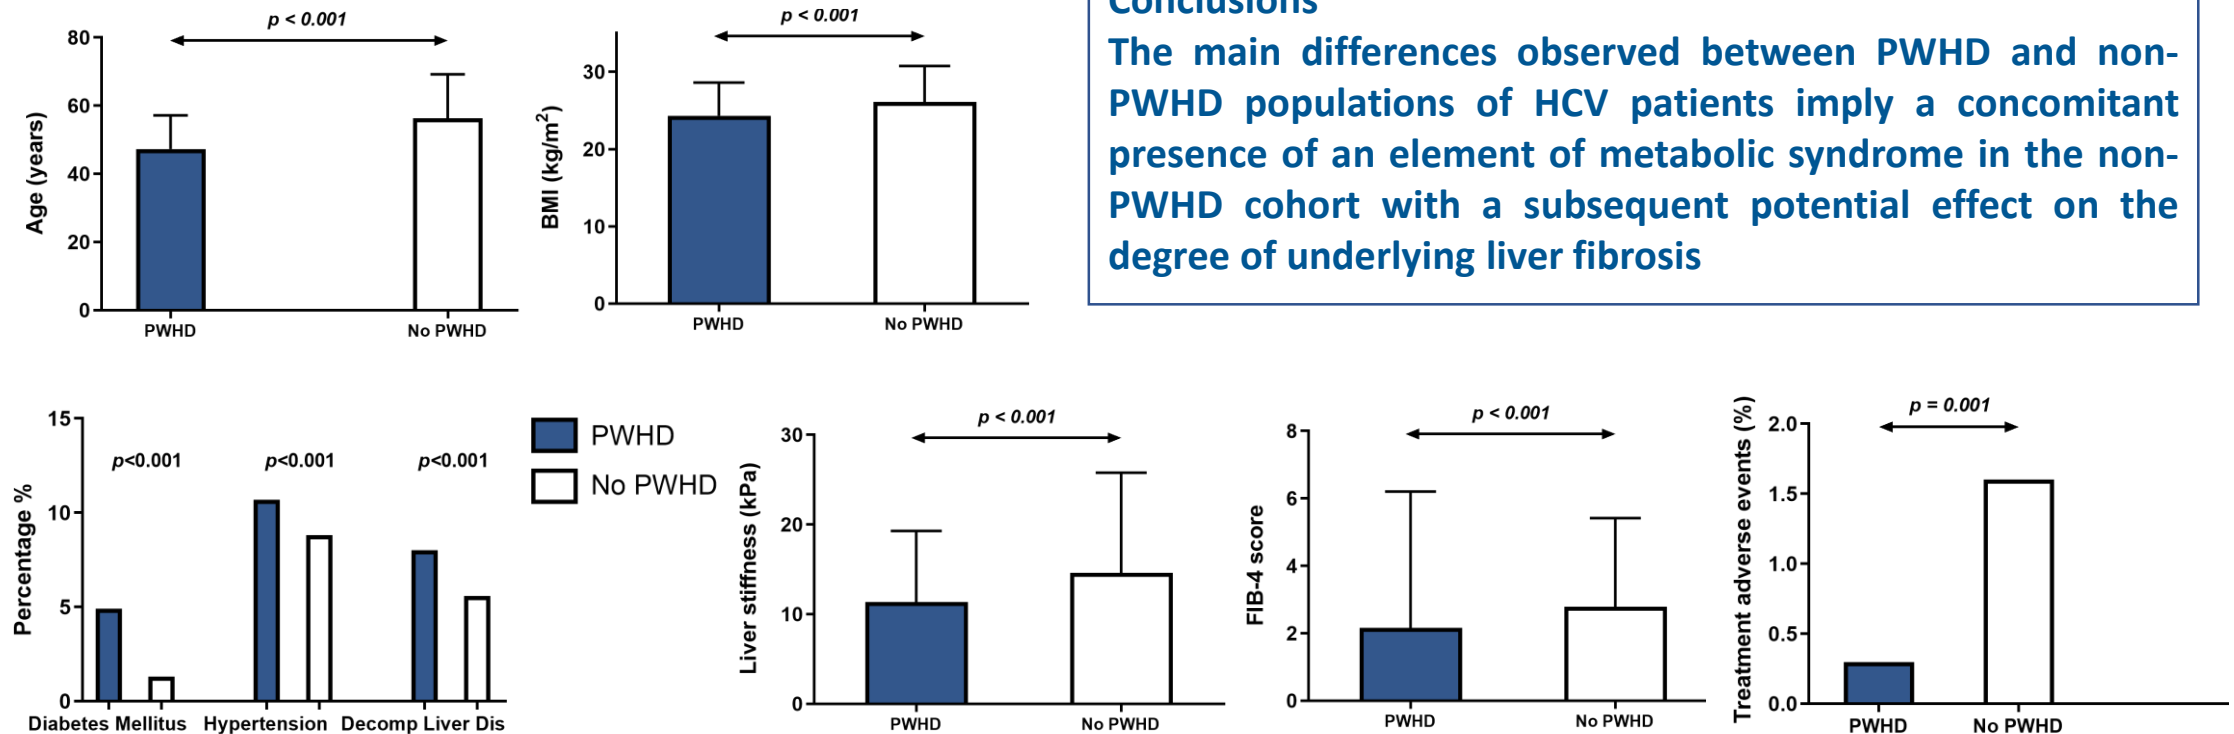 p < 0.001
80
60
40
20
0
Age (years)
PWHD
No PWHD
p < 0.001
30
20
10
0
BMI (kg/m²)
PWHD
No PWHD
Conclusions
The main differences observed between PWHD and non-
PWHD populations of HCV patients imply a concomitant
presence of an element of metabolic syndrome in the non-
PWHD cohort with a subsequent potential effect on the
degree of underlying liver fibrosis
15
10
5
0
Percentage %
p<0.001
p<0.001
p<0.001
Diabetes Mellitus
Hypertension
Decomp Liver Dis
PWHD
No PWHD
p < 0.001
30
20
10
0
Liver stiffness (kPa)
PWHD
No PWHD
p < 0.001
8
6
4
2
0
FIB-4 score
PWHD
No PWHD
p = 0.001
2.0
1.5
1.0
0.5
0.0
Treatment adverse events (%)
PWHD
No PWHD